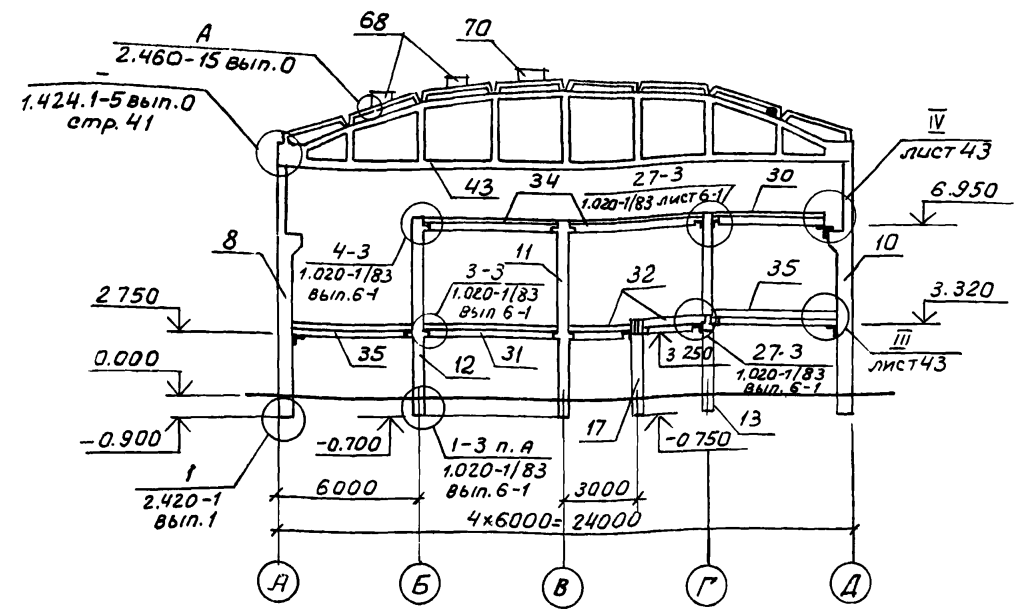 А
2.460-15 вып.0
68
70
–
1.424.1-5 вып.0
стр. 41
IV
лист 43
43
34
27-3
1.020-1/83 лист 6-1
30
6.950
8
4-3
1.020-1/83
вып.6-1
11
10
3-3
1.020-1/83
вып 6-1
32
35
2 750
3.320
35
12
31
3 250
27-3
1.020-1/83
вып. 6-1
III
лист 43
0.000
-0.900
-0.700
17
13
-0.750
1
2.420-1
вып. 1
1-3 п. А
1.020-1/83
вып. 6-1
6000
3000
4×6000= 24000
А
Б
В
Г
Д